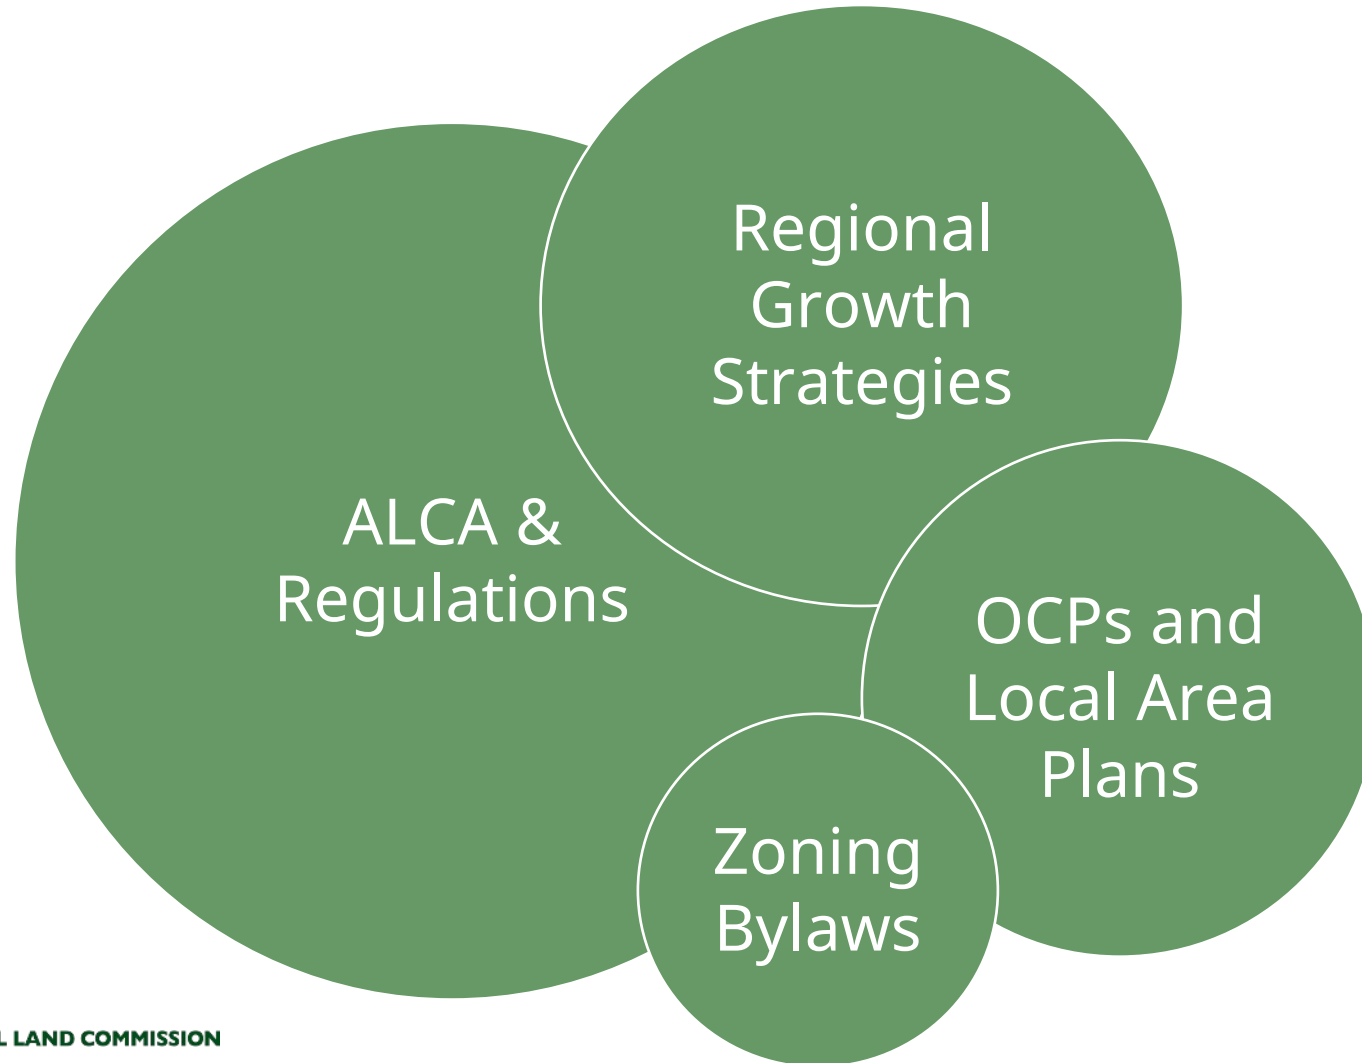 Regional
Growth
Strategies
ALCA &
Regulations
OCPs and
Local Area
Plans
Zoning
Bylaws
LAND COMMISSION